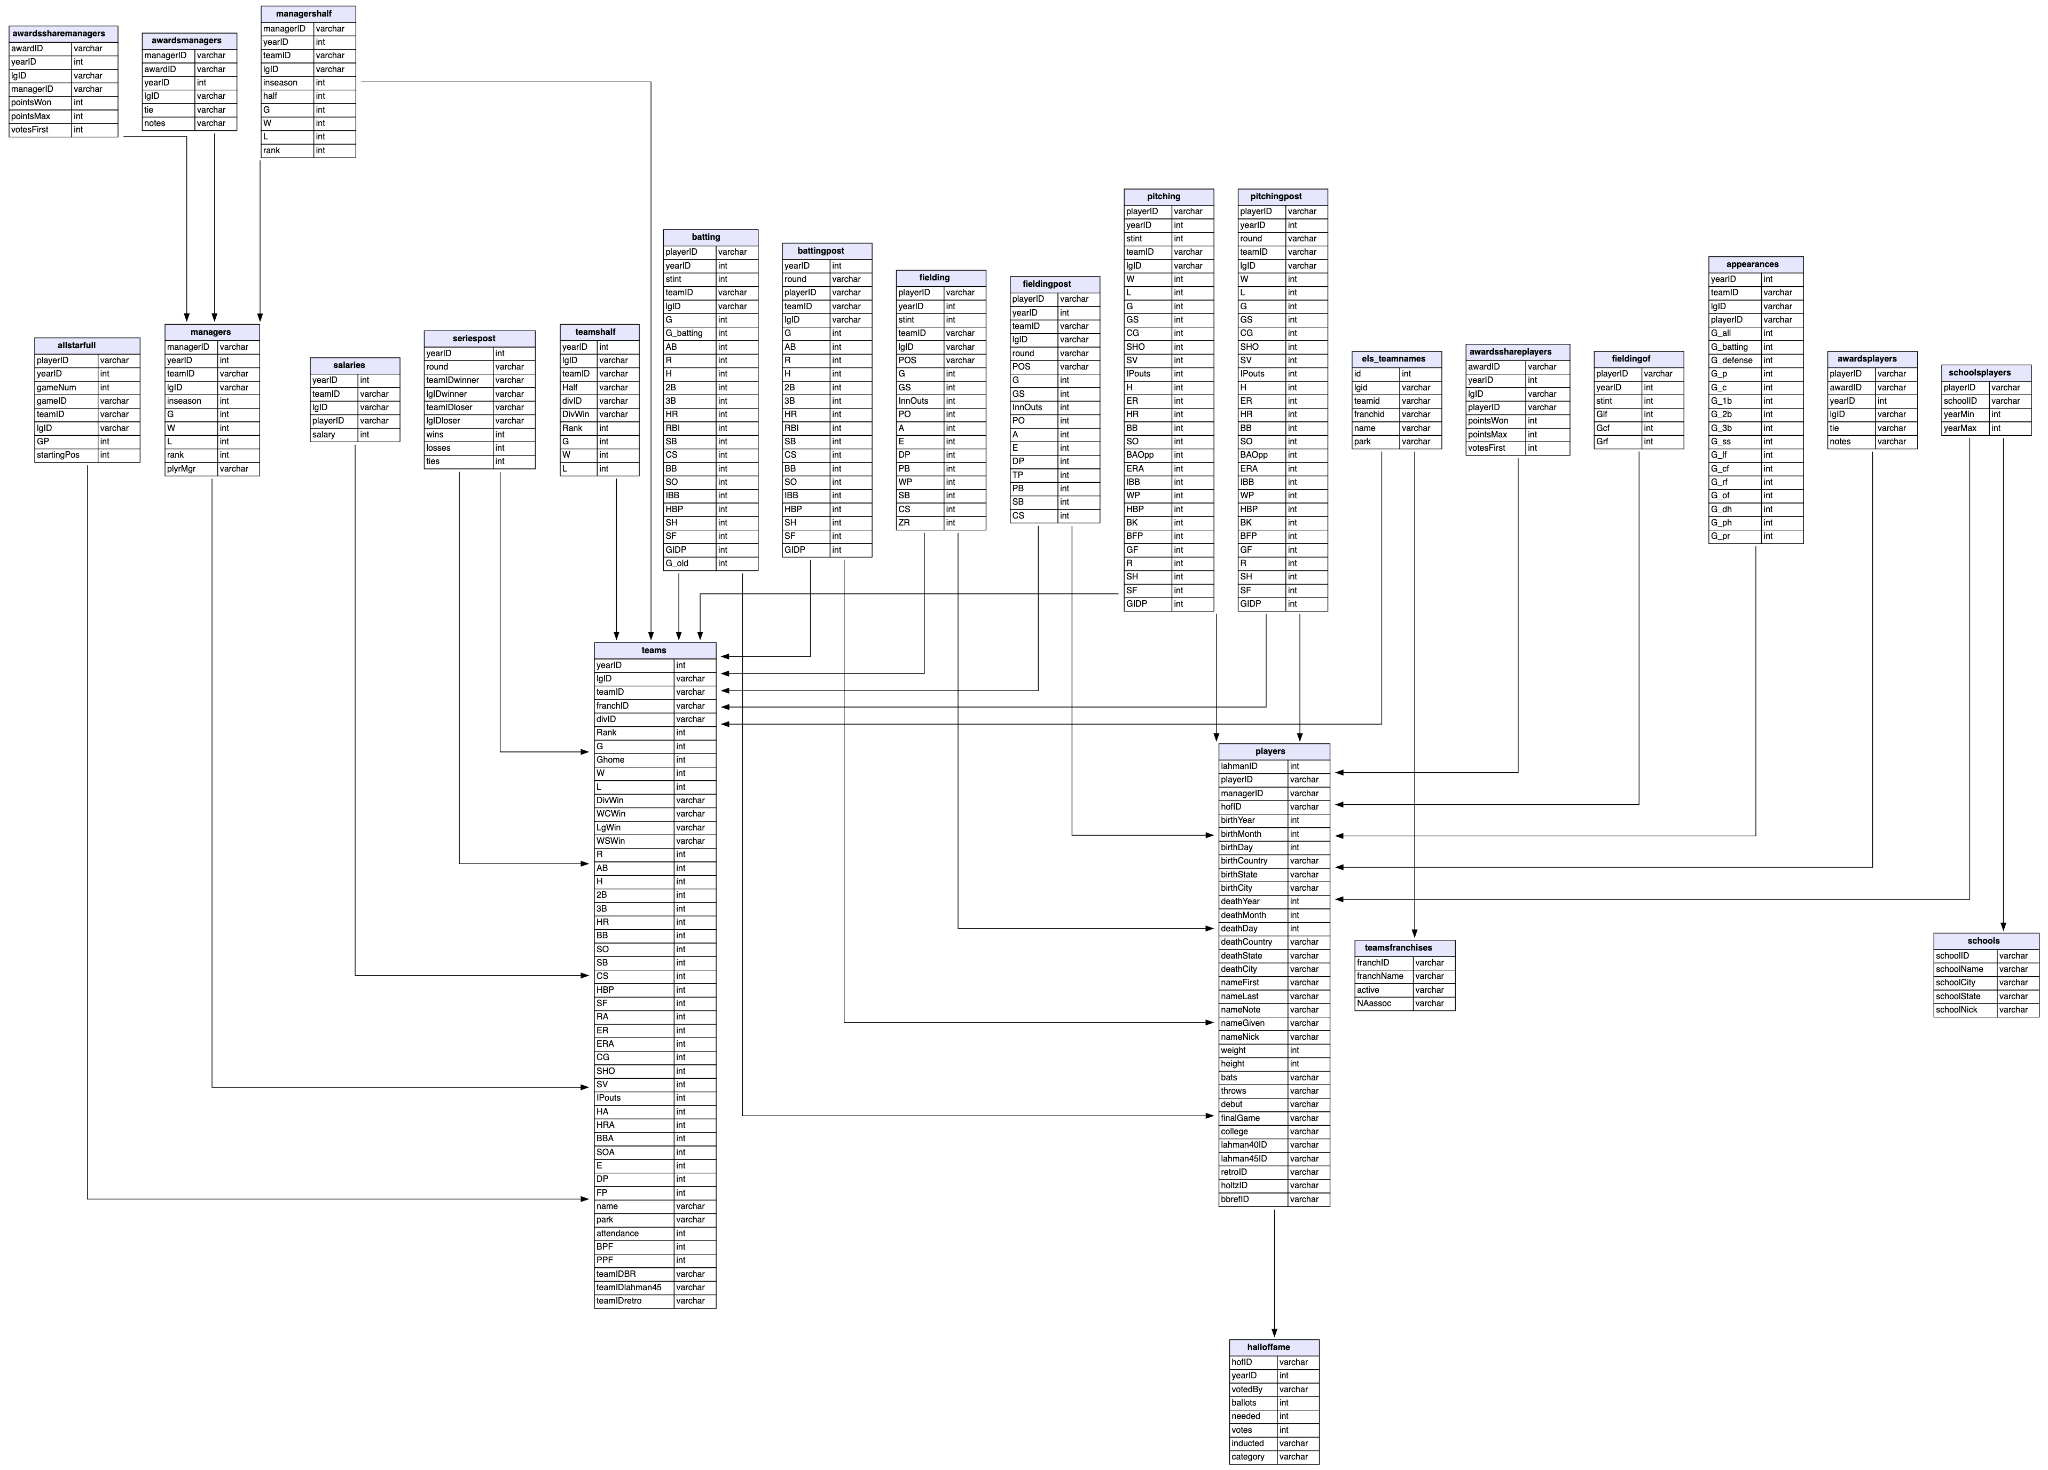 awardssharemanagers
awardID varchar
yearID int
lgID varchar
managerID varchar
pointsWon int
pointsMax int
votesFirst int
awardsmanagers
managerID varchar
awardID varchar
yearID int
lgID varchar
tie varchar
notes varchar
managershalf
managerID varchar
yearID int
teamID varchar
lgID varchar
inseason int
half int
G int
W int
L int
rank int
allstarfull
playerID varchar
yearID int
gameNum int
gameID varchar
teamID varchar
lgID varchar
GP int
startingPos int
managers
managerID varchar
yearID int
teamID varchar
lgID varchar
inseason int
G int
W int
L int
rank int
plyrMgr varchar
salaries
yearID int
teamID varchar
lgID varchar
playerID varchar
salary int
seriespost
yearID int
round varchar
teamIDwinner varchar
lgIDwinner varchar
teamIDloser varchar
lgIDloser varchar
wins int
losses int
ties int
teamshalf
yearID int
lgID varchar
teamID varchar
Half varchar
divID varchar
DivWin varchar
Rank int
G int
W int
L int
batting
playerID varchar
yearID int
stint int
teamID varchar
lgID varchar
G int
G_batting int
AB int
R int
H int
2B int
3B int
HR int
RBI int
SB int
CS int
BB int
SO int
IBB int
HBP int
SH int
SF int
GIDP int
G_old int
battingpost
yearID int
round varchar
playerID varchar
teamID varchar
lgID varchar
G int
AB int
R int
H int
2B int
3B int
HR int
RBI int
SB int
CS int
BB int
SO int
IBB int
HBP int
SH int
SF int
GIDP int
fielding
playerID varchar
yearID int
stint int
teamID varchar
lgID varchar
POS varchar
G int
GS int
InnOuts int
PO int
A int
E int
DP int
PB int
WP int
SB int
CS int
ZR int
fieldingpost
playerID varchar
yearID int
teamID varchar
lgID varchar
round varchar
POS varchar
G int
GS int
InnOuts int
PO int
A int
E int
DP int
TP int
PB int
SB int
CS int
pitching
playerID varchar
yearID int
stint int
teamID varchar
lgID varchar
W int
L int
G int
GS int
CG int
SHO int
SV int
IPouts int
H int
ER int
HR int
BB int
SO int
BAOpp int
ERA int
IBB int
WP int
HBP int
BK int
BFP int
GF int
R int
SH int
SF int
GIDP int
pitchingpost
playerID varchar
yearID int
round varchar
teamID varchar
lgID varchar
W int
L int
G int
GS int
CG int
SHO int
SV int
IPouts int
H int
ER int
HR int
BB int
SO int
BAOpp int
ERA int
IBB int
WP int
HBP int
BK int
BFP int
GF int
R int
SH int
SF int
GIDP int
els_teamnames
id int
lgid varchar
teamid varchar
franchid varchar
name varchar
park varchar
awardsshareplayers
awardID varchar
yearID int
lgID varchar
playerID varchar
pointsWon int
pointsMax int
votesFirst int
fieldingof
playerID varchar
yearID int
stint int
Glf int
Gcf int
Grf int
appearances
yearID int
teamID varchar
lgID varchar
playerID varchar
G_all int
G_batting int
G_defense int
G_p int
G_c int
G_1b int
G_2b int
G_3b int
G_ss int
G_lf int
G_cf int
G_rf int
G_of int
G_dh int
G_ph int
G_pr int
awardsplayers
playerID varchar
awardID varchar
yearID int
lgID varchar
tie varchar
notes varchar
schoolsplayers
playerID varchar
schoolID varchar
yearMin int
yearMax int
teams
yearID int
lgID varchar
teamID varchar
franchID varchar
divID varchar
Rank int
G int
Ghome int
W int
L int
DivWin varchar
WCWin varchar
LgWin varchar
WSWin varchar
R int
AB int
H int
2B int
3B int
HR int
BB int
SO int
SB int
CS int
HBP int
SF int
RA int
ER int
ERA int
CG int
SHO int
SV int
IPouts int
HA int
HRA int
BBA int
SOA int
E int
DP int
FP int
name varchar
park varchar
attendance int
BPF int
PPF int
teamIDBR varchar
teamIDlahman45 varchar
teamIDretro varchar
players
lahmanID int
playerID varchar
managerID varchar
hofID varchar
birthYear int
birthMonth int
birthDay int
birthCountry varchar
birthState varchar
birthCity varchar
deathYear int
deathMonth int
deathDay int
deathCountry varchar
deathState varchar
deathCity varchar
nameFirst varchar
nameLast varchar
nameNote varchar
nameGiven varchar
nameNick varchar
weight int
height int
bats varchar
throws varchar
debut varchar
finalGame varchar
college varchar
lahman40ID varchar
lahman45ID varchar
retroID varchar
holtzID varchar
bbrefID varchar
teamsfranchises
franchID varchar
franchName varchar
active varchar
NAassoc varchar
schools
schoolID varchar
schoolName varchar
schoolCity varchar
schoolState varchar
schoolNick varchar
halloffame
hofID varchar
yearID int
votedBy varchar
ballots int
needed int
votes int
inducted varchar
category varchar